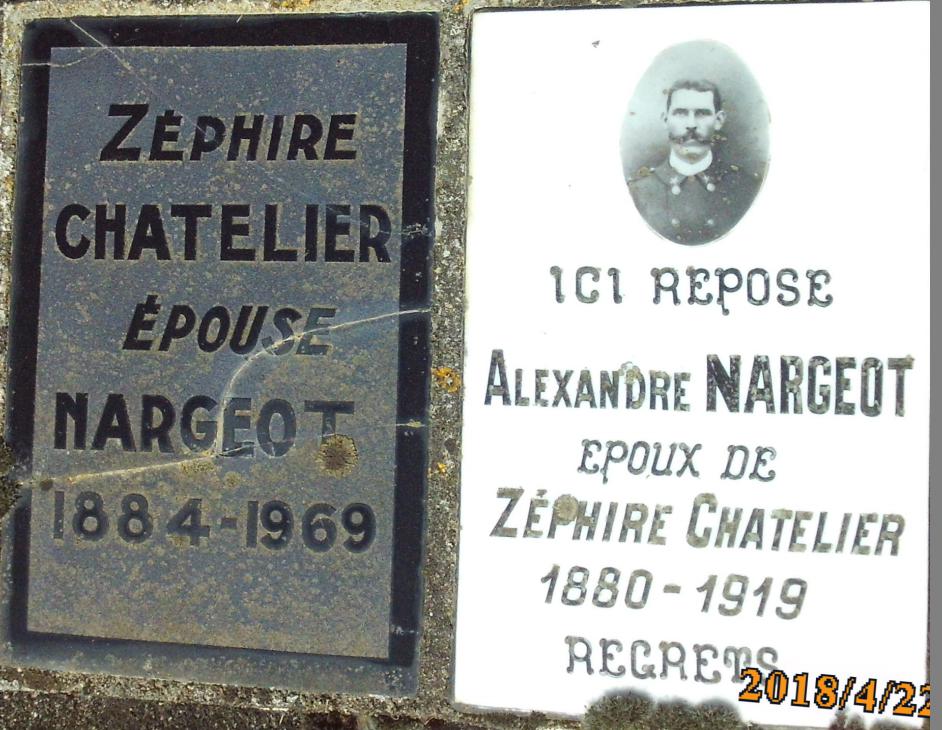 ZÉPHIRE
CHATELIER
ÉPOUSE
NARGEOT
1884-1969
ICI REPOSE
ALEXANDRE NARGEOT
EPOUX DE
ZÉPHIRE CHATELIER
1880-1919
REGRETS
2018/4/22